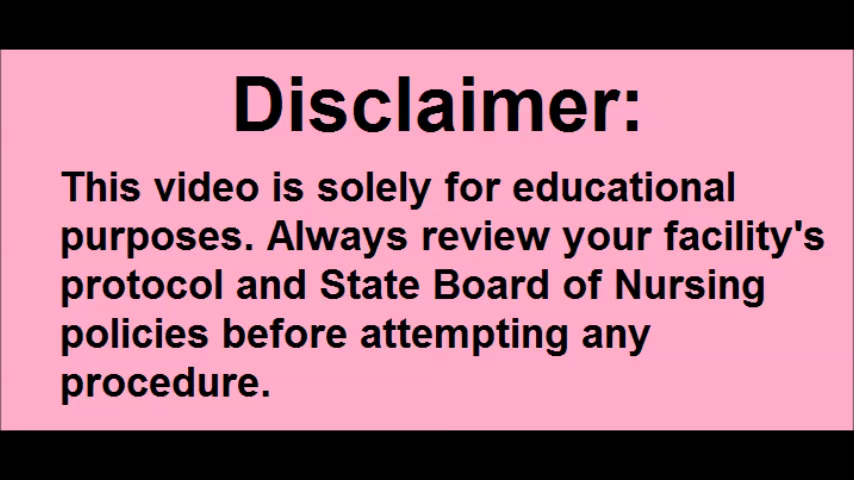 Disclaimer:
This video is solely for educational
purposes. Always review your facility's
protocol and State Board of Nursing
policies before attempting any
procedure.